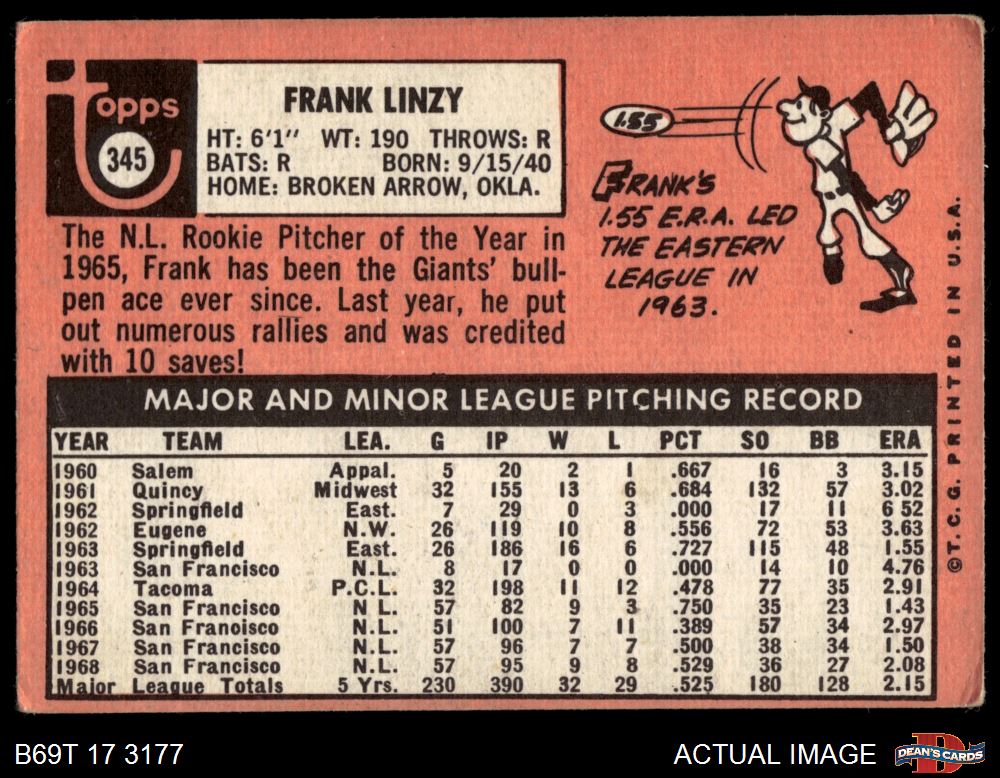 Topps
345
FRANK LINZY
HT: 6'1" WT: 190 THROWS: R
BATS: R BORN: 9/15/40
HOME: BROKEN ARROW, OKLA.
The N.L. Rookie Pitcher of the Year in
1965, Frank has been the Giants' bull-
pen ace ever since. Last year, he put
out numerous rallies and was credited
with 10 saves!
1.55
FRANK'S
1.55 E.R.A. LED
THE EASTERN
LEAGUE IN
1963.
MAJOR AND MINOR LEAGUE PITCHING RECORD
YEAR TEAM LEA. G IP W L PCT SO BB ERA
1960 Salem Appal. 5 20 2 1 .667 16 3 3.15
1961 Quincy Midwest 32 155 13 6 .684 132 57 3.02
1962 Springfield East. 7 29 0 3 .000 17 11 6 52
1962 Eugene N.W. 26 119 10 8 .556 72 53 3.63
1963 Springfield East. 26 186 16 6 .727 115 48 1.55
1963 San Francisco N.L. 8 17 0 0 .000 14 10 4.76
1964 Tacoma P.C.L. 32 198 11 12 .478 77 35 2.91
1965 San Francisco N L. 57 82 9 3 .750 35 23 1.43
1966 San Francisco N.L. 51 100 7 11 .389 57 34 2.97
1967 San Francisco N.L. 57 96 7 7 .500 38 34 1.50
1968 San Francisco N.L. 57 95 9 8 .529 36 27 2.08
Major League Totals 5 Yrs. 230 390 32 29 .525 180 128 2.15
©T.C.G. PRINTED IN U.S.A.
B69T 17 3177
ACTUAL IMAGE
DEAN'S CARDS